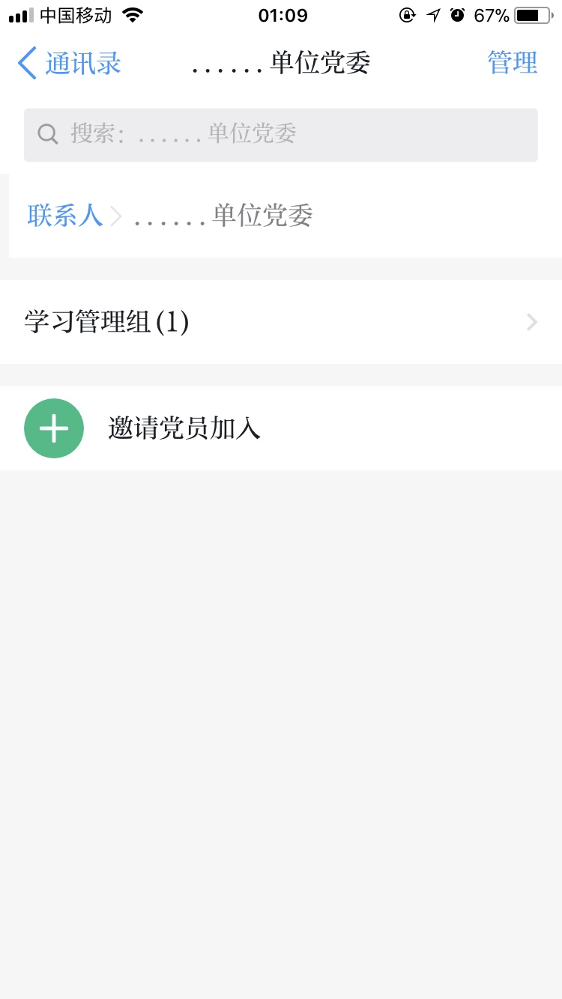 中国移动 01:09 67%
通讯录 ......单位党委 管理
搜索：......单位党委
联系人 ......单位党委
学习管理组(1)
邀请党员加入